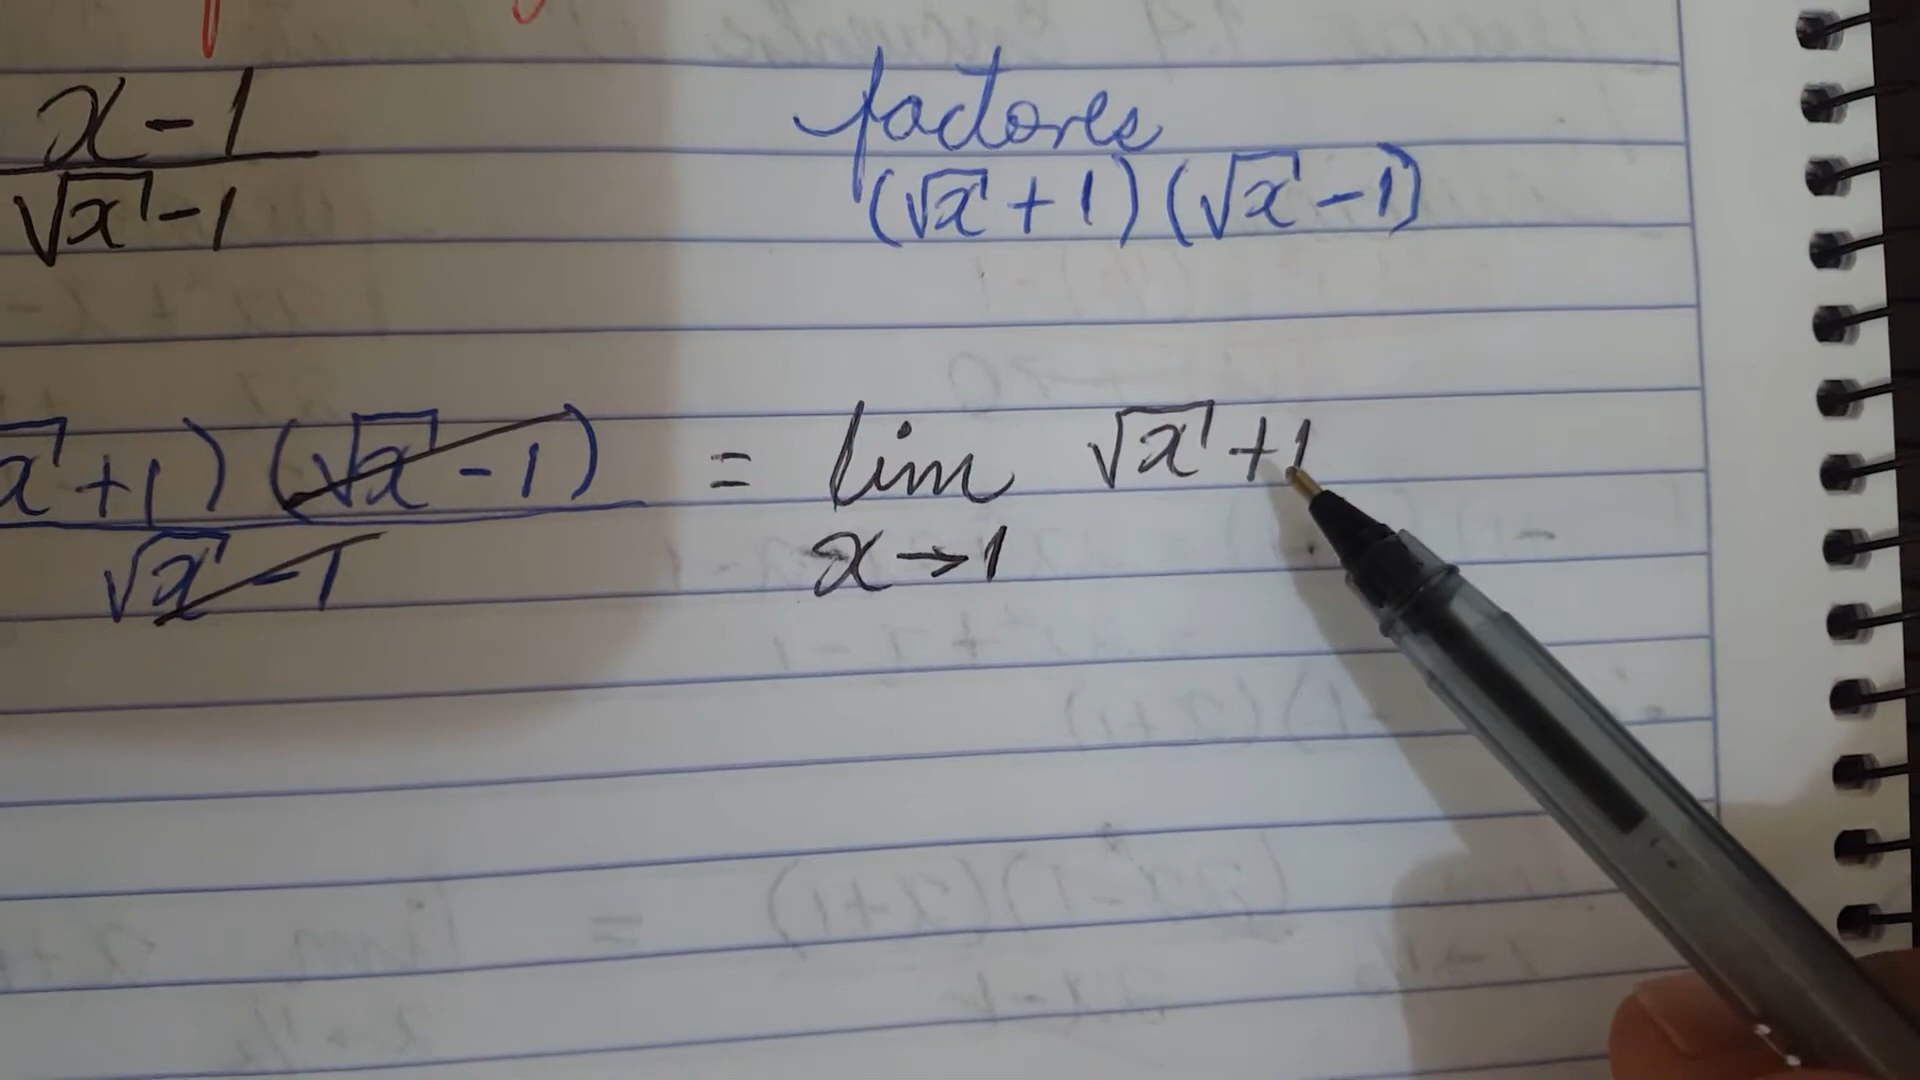 x-1
√x-1
factores
(√x+1)(√x-1)
x+1)(√x-1) = lim √x+1
√x-1 x→1